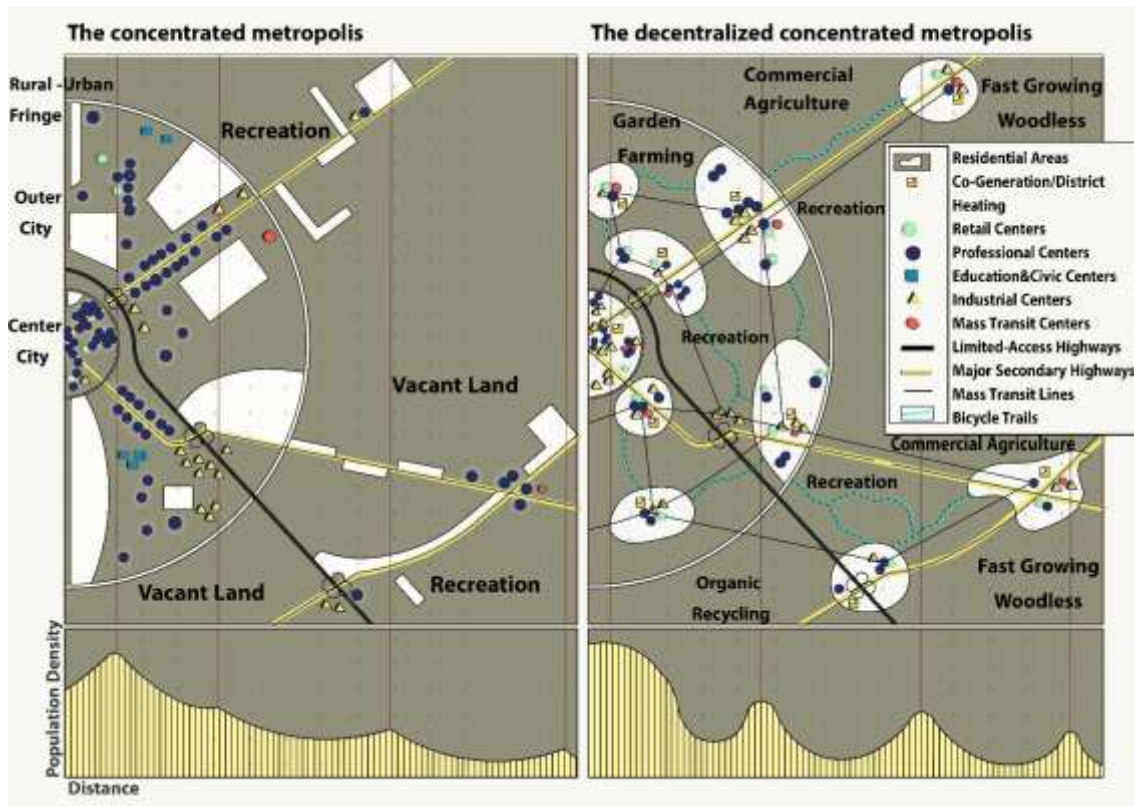 The concentrated metropolis
Rural -Urban
Fringe
Recreation
Outer
City
Center
City
Vacant Land
Vacant Land
Recreation
Population Density
Distance
The decentralized concentrated metropolis
Commercial
Agriculture
Fast Growing
Woodless
Garden
Farming
Recreation
Recreation
Residential Areas
Co-Generation/District
Heating
Retail Centers
Professional Centers
Education&Civic Centers
Industrial Centers
Mass Transit Centers
Limited-Access Highways
Major Secondary Highways
Mass Transit Lines
Bicycle Trails
Commercial Agriculture
Recreation
Organic
Recycling
Fast Growing
Woodless